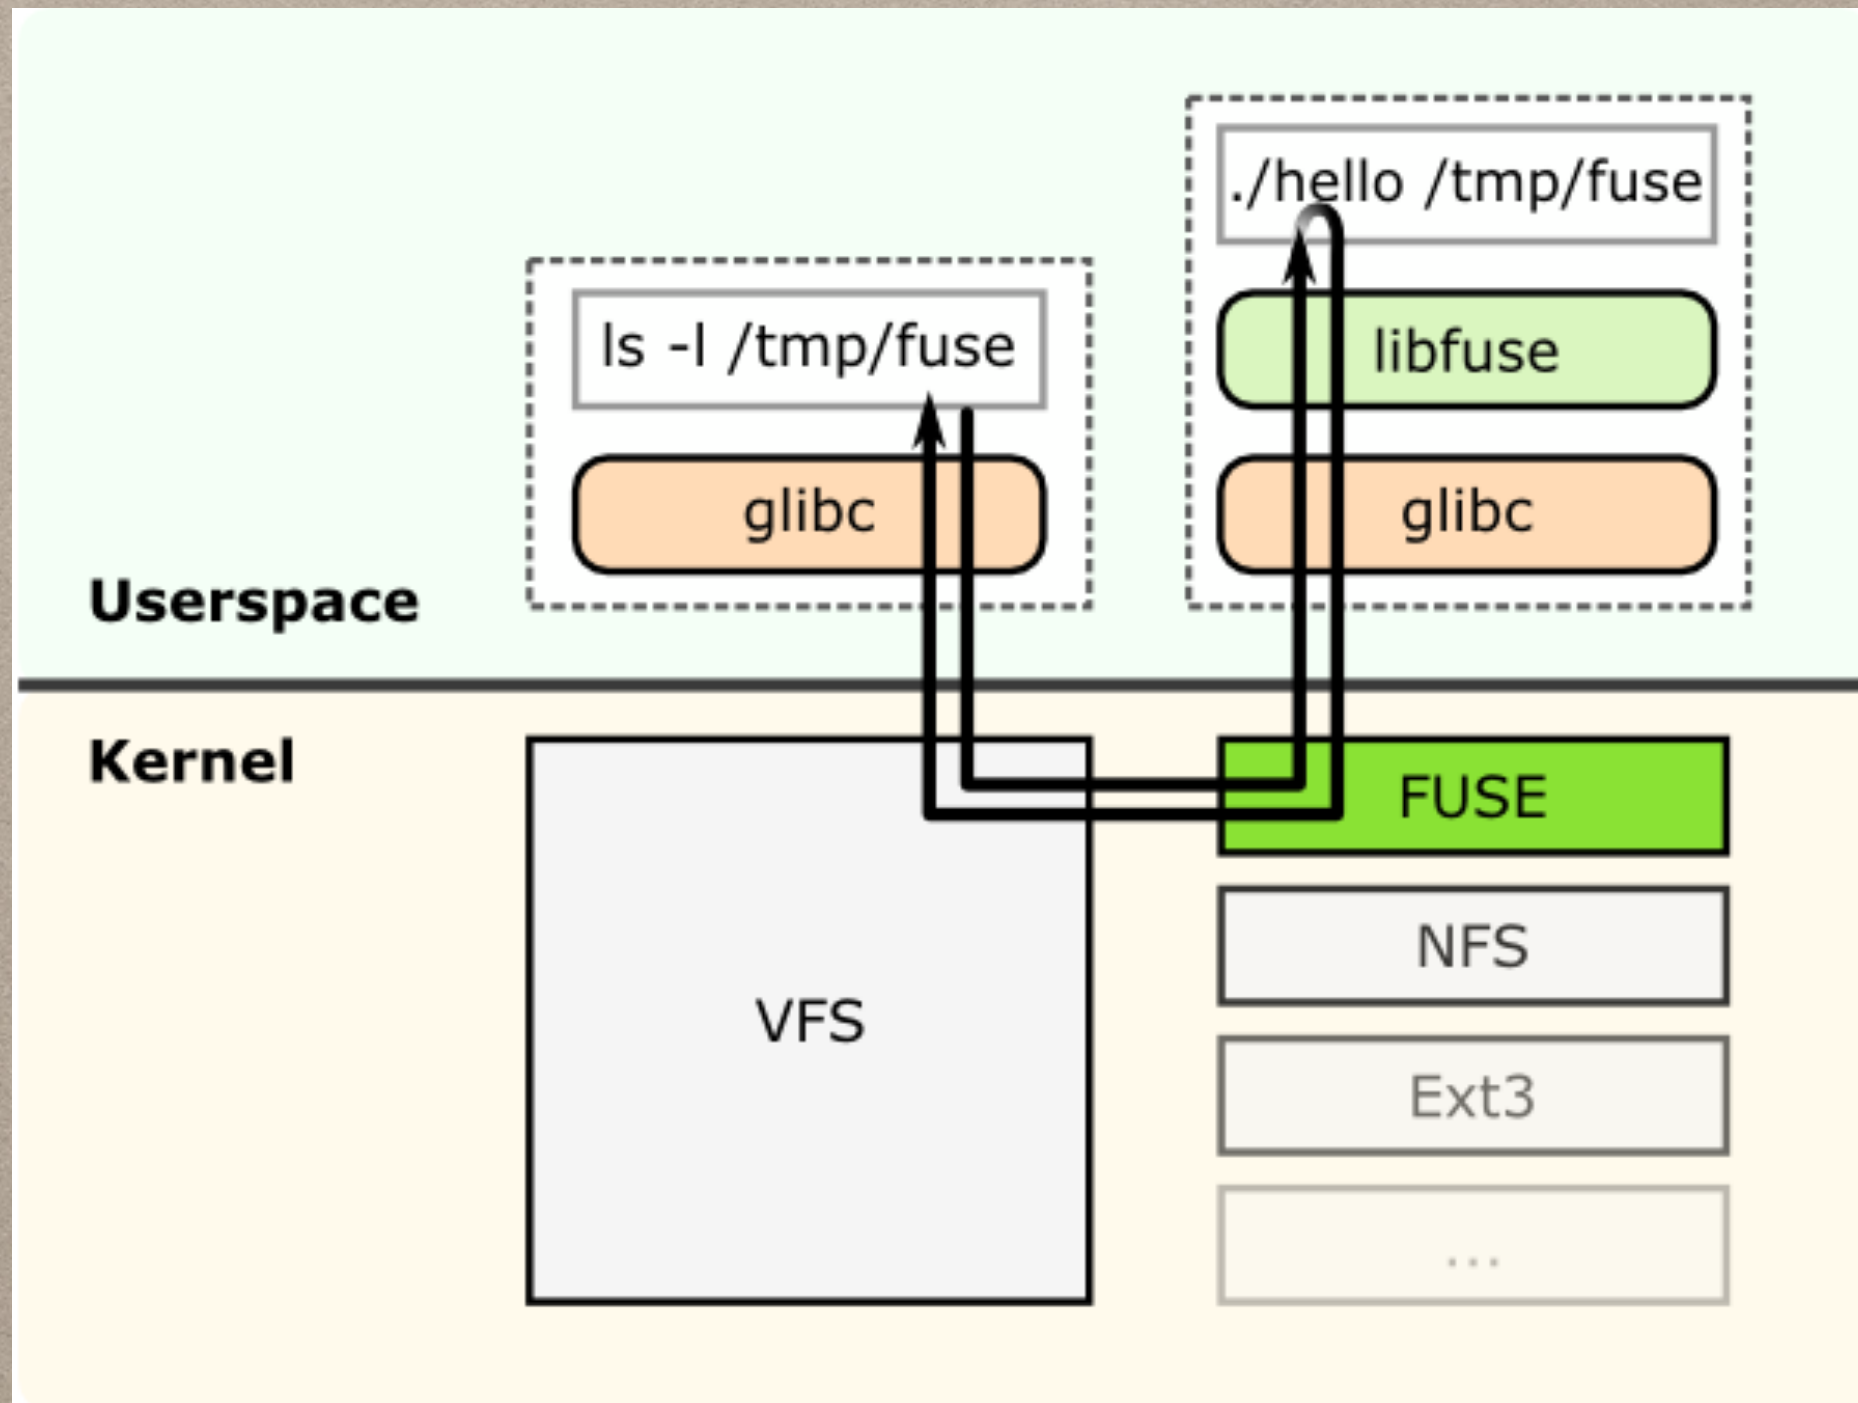 ./hello /tmp/fuse
ls -l /tmp/fuse
libfuse
glibc
glibc
Userspace
Kernel
FUSE
NFS
VFS
Ext3
...